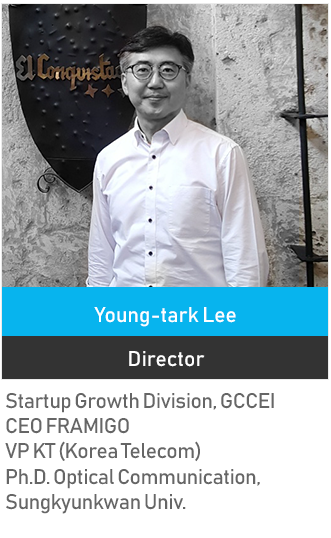 El Conquista
Young-tark Lee
Director
Startup Growth Division, GCCEI
CEO FRAMIGO
VP KT (Korea Telecom)
Ph.D. Optical Communication,
Sungkyunkwan Univ.